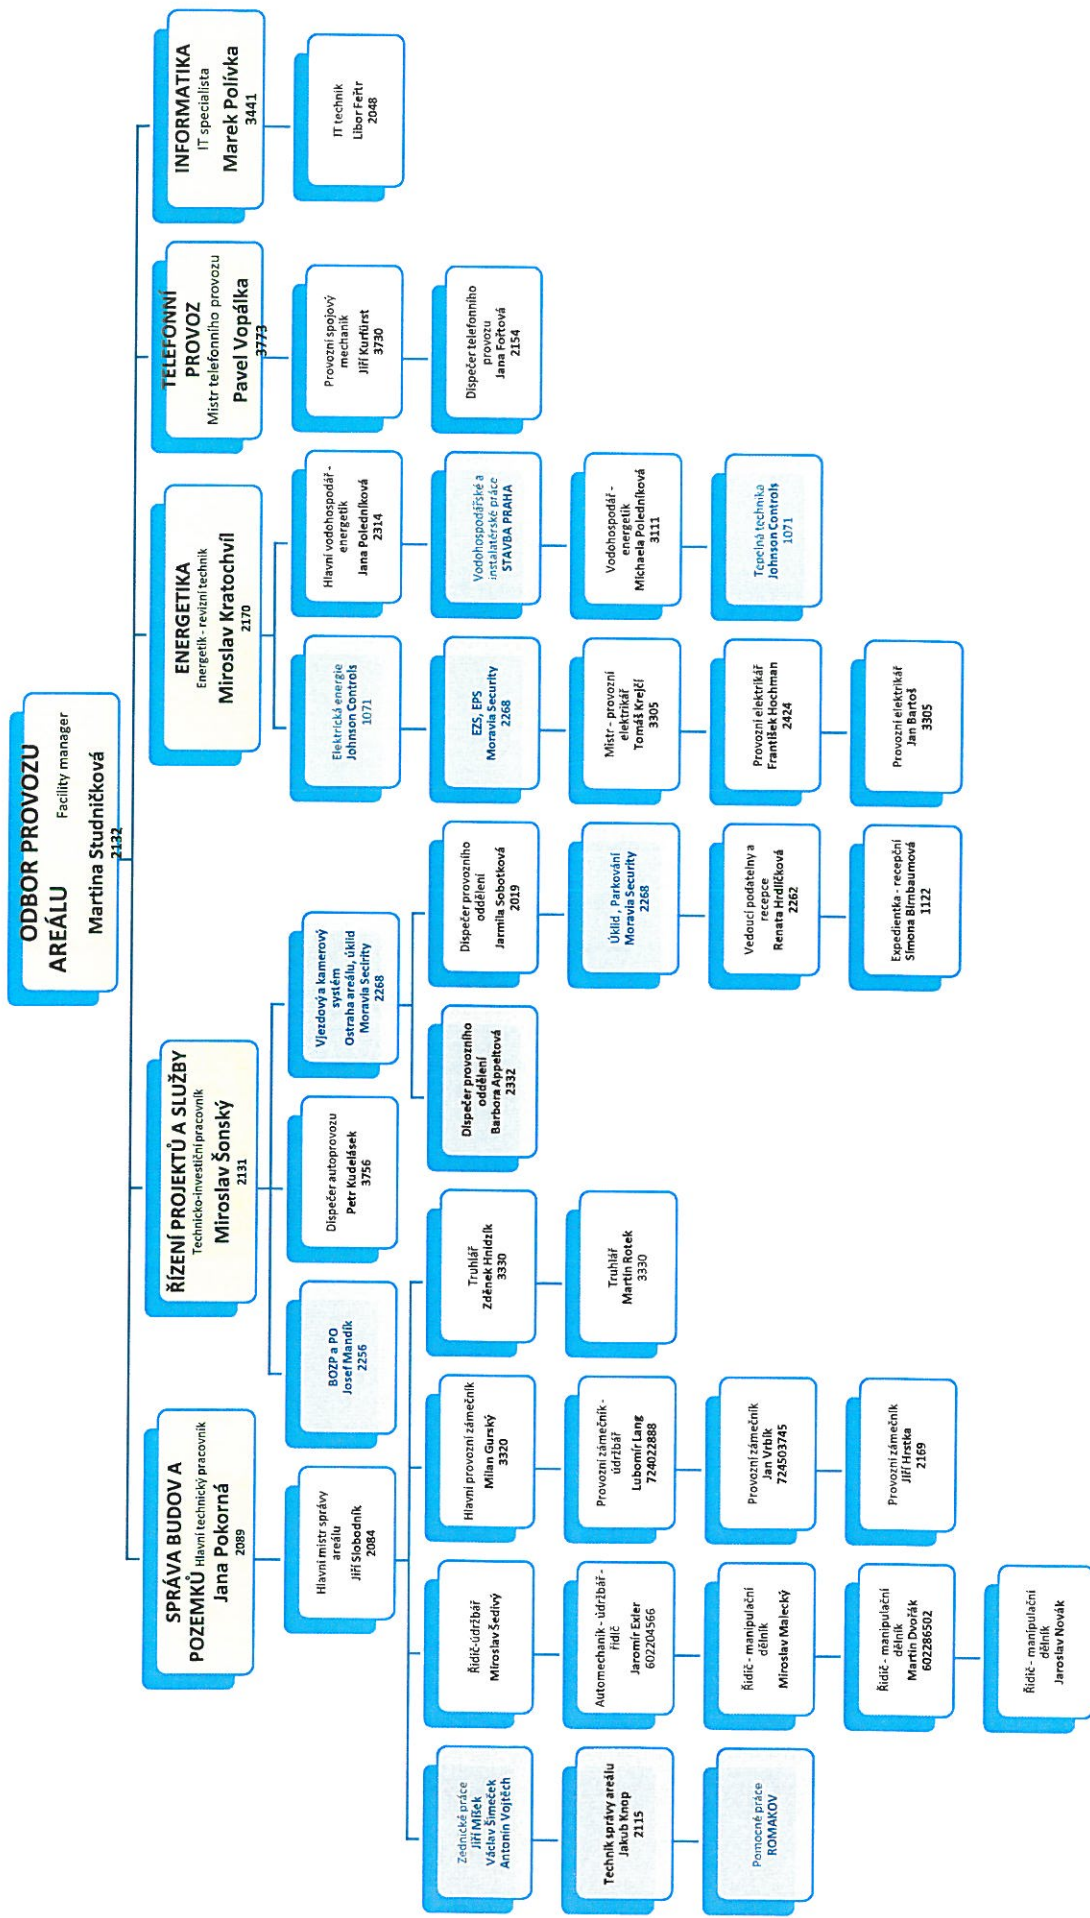 ODBOR PROVOZU
AREÁLU Facility manager
Martina Studničková
2132
SPRÁVA BUDOV A
POZEMKŮ Hlavní technický pracovník
Jana Pokorná
2089
ŘÍZENÍ PROJEKTŮ A SLUŽBY
Technicko-investiční pracovník
Miroslav Šonský
2131
ENERGETIKA
Energetik - revizní technik
Miroslav Kratochvíl
2170
TELEFONNÍ
PROVOZ
Mistr telefonního provozu
Pavel Vopálka
3773
INFORMATIKA
IT specialista
Marek Polívka
3441
Hlavní mistr správy
areálu
Jiří Slobodník
2084
BOZP a PO
Josef Mandík
2256
Dispečer autoprovozu
Petr Kudelásek
3756
Vjezdový a kamerový
systém
Ostraha areálu, úklid
Moravia Secirity
2268
Elektrická energie
Johnson Controls
1071
Hlavní vodohospodář -
energetik
Jana Poledníková
2314
Provozní spojový
mechanik
Jiří Kurfürst
3730
IT technik
Libor Feřtr
2048
Zednické práce
Jiří Míšek
Václav Šimeček
Antonín Vojtěch
Řidič-údržbář
Miroslav Šedivý
Hlavní provozní zámečník
Milan Gurský
3320
Truhlář
Zděněk Hnidzík
3330
Dispečer provozního
oddělení
Barbora Appeltová
2332
Dispečer provozního
oddělení
Jarmila Sobotková
2019
EZS, EPS
Moravia Security
2268
Vodohospodářské a
instalatérské práce
STAVBA PRAHA
Dispečer telefonního
provozu
Jana Fořtová
2154
Technik správy areálu
Jakub Knop
2115
Automechanik - údržbář -
řidič
Jaromír Exler
602204566
Provozní zámečník -
údržbář
Lubomír Lang
724022888
Truhlář
Martin Rotek
3330
Úklid , Parkování
Moravia Security
2268
Mistr - provozní
elektrikář
Tomáš Krejčí
3305
Vodohospodář -
energetik
Michaela Poledníková
3111
Pomocné práce
ROMAKOV
Řidič - manipulační
dělník
Miroslav Malecký
Provozní zámečník
Jan Vrbík
724503745
Vedoucí podatelny a
recepce
Renata Hrdličková
2262
Provozní elektrikář
František Hochman
2424
Tepelná technika
Johnson Controls
1071
Řidič - manipulační
dělník
Martin Dvořák
602286502
Provozní zámečník
Jiří Hrstka
2169
Expedientka - recepční
Simona Birnbaumová
1122
Provozní elektrikář
Jan Bartoš
3305
Řidič - manipulační
dělník
Jaroslav Novák